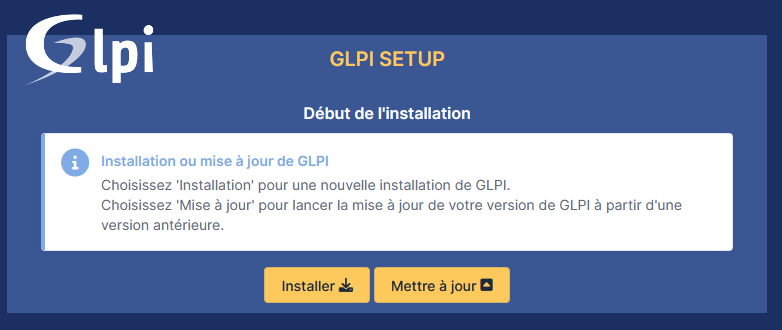 Glpi
GLPI SETUP
Début de l'installation
Installation ou mise à jour de GLPI
Choisissez 'Installation' pour une nouvelle installation de GLPI.
Choisissez 'Mise à jour' pour lancer la mise à jour de votre version de GLPI à partir d'une
version antérieure.
Installer
Mettre à jour